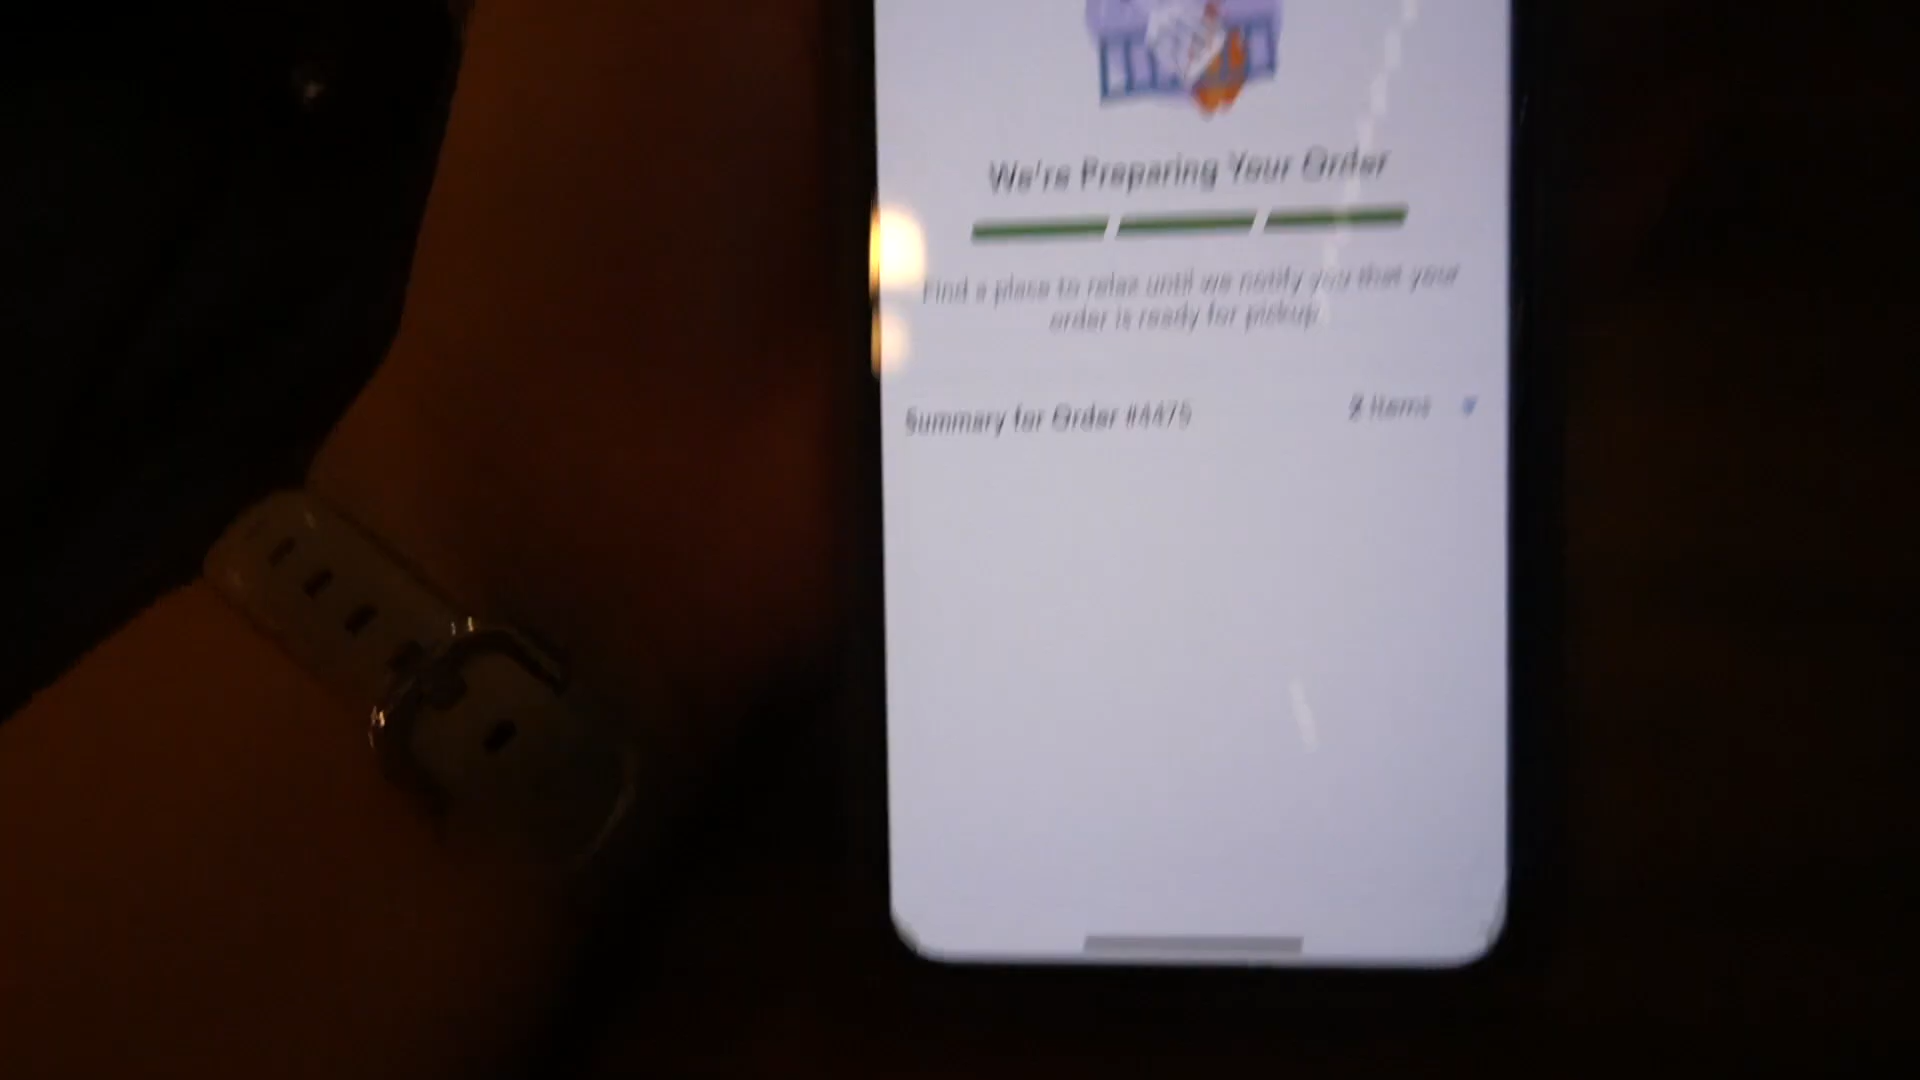 We're Preparing Your Order
Find a place to relax until we notify you that your
order is ready for pickup.
Summary for Order #4475
2 Items